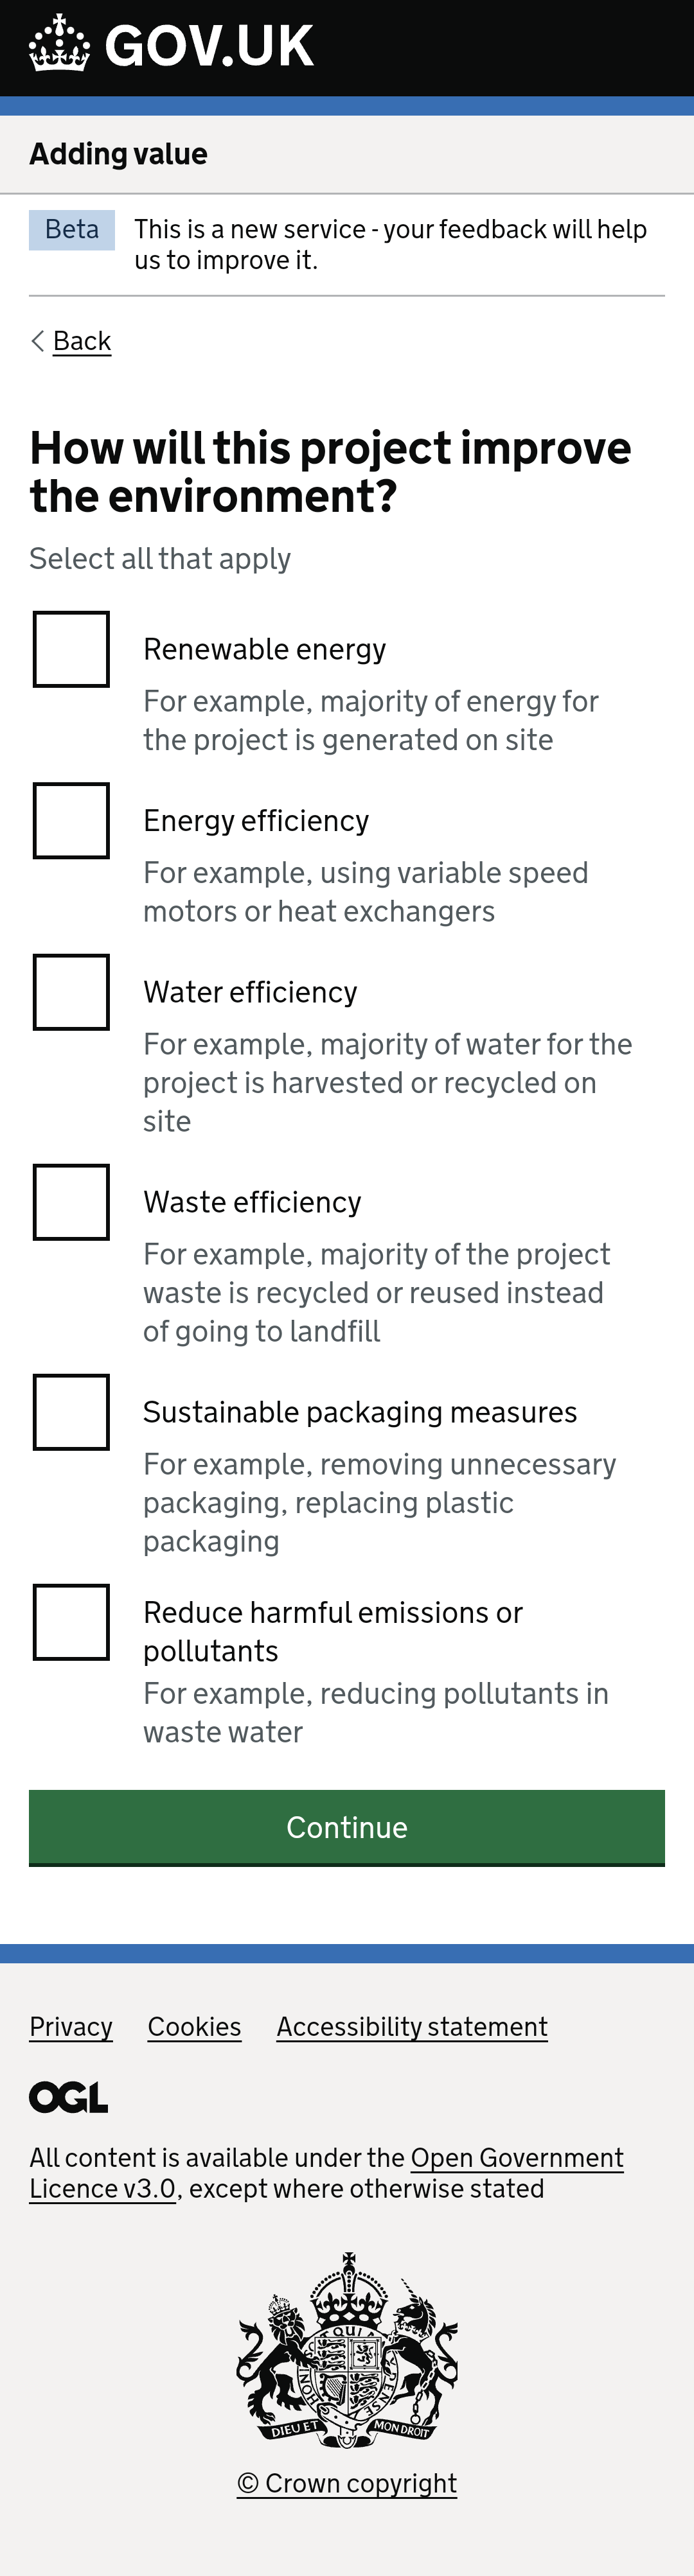 GOV.UK
Adding value
Beta
This is a new service - your feedback will help
us to improve it.
Back
How will this project improve
the environment?
Select all that apply
Renewable energy
For example, majority of energy for
the project is generated on site
Energy efficiency
For example, using variable speed
motors or heat exchangers
Water efficiency
For example, majority of water for the
project is harvested or recycled on
site
Waste efficiency
For example, majority of the project
waste is recycled or reused instead
of going to landfill
Sustainable packaging measures
For example, removing unnecessary
packaging, replacing plastic
packaging
Reduce harmful emissions or
pollutants
For example, reducing pollutants in
waste water
Continue
Privacy Cookies Accessibility statement
OGL
All content is available under the Open Government
Licence v3.0, except where otherwise stated
QUI
HONI
PENSE
DIEU ET MON DROIT
© Crown copyright